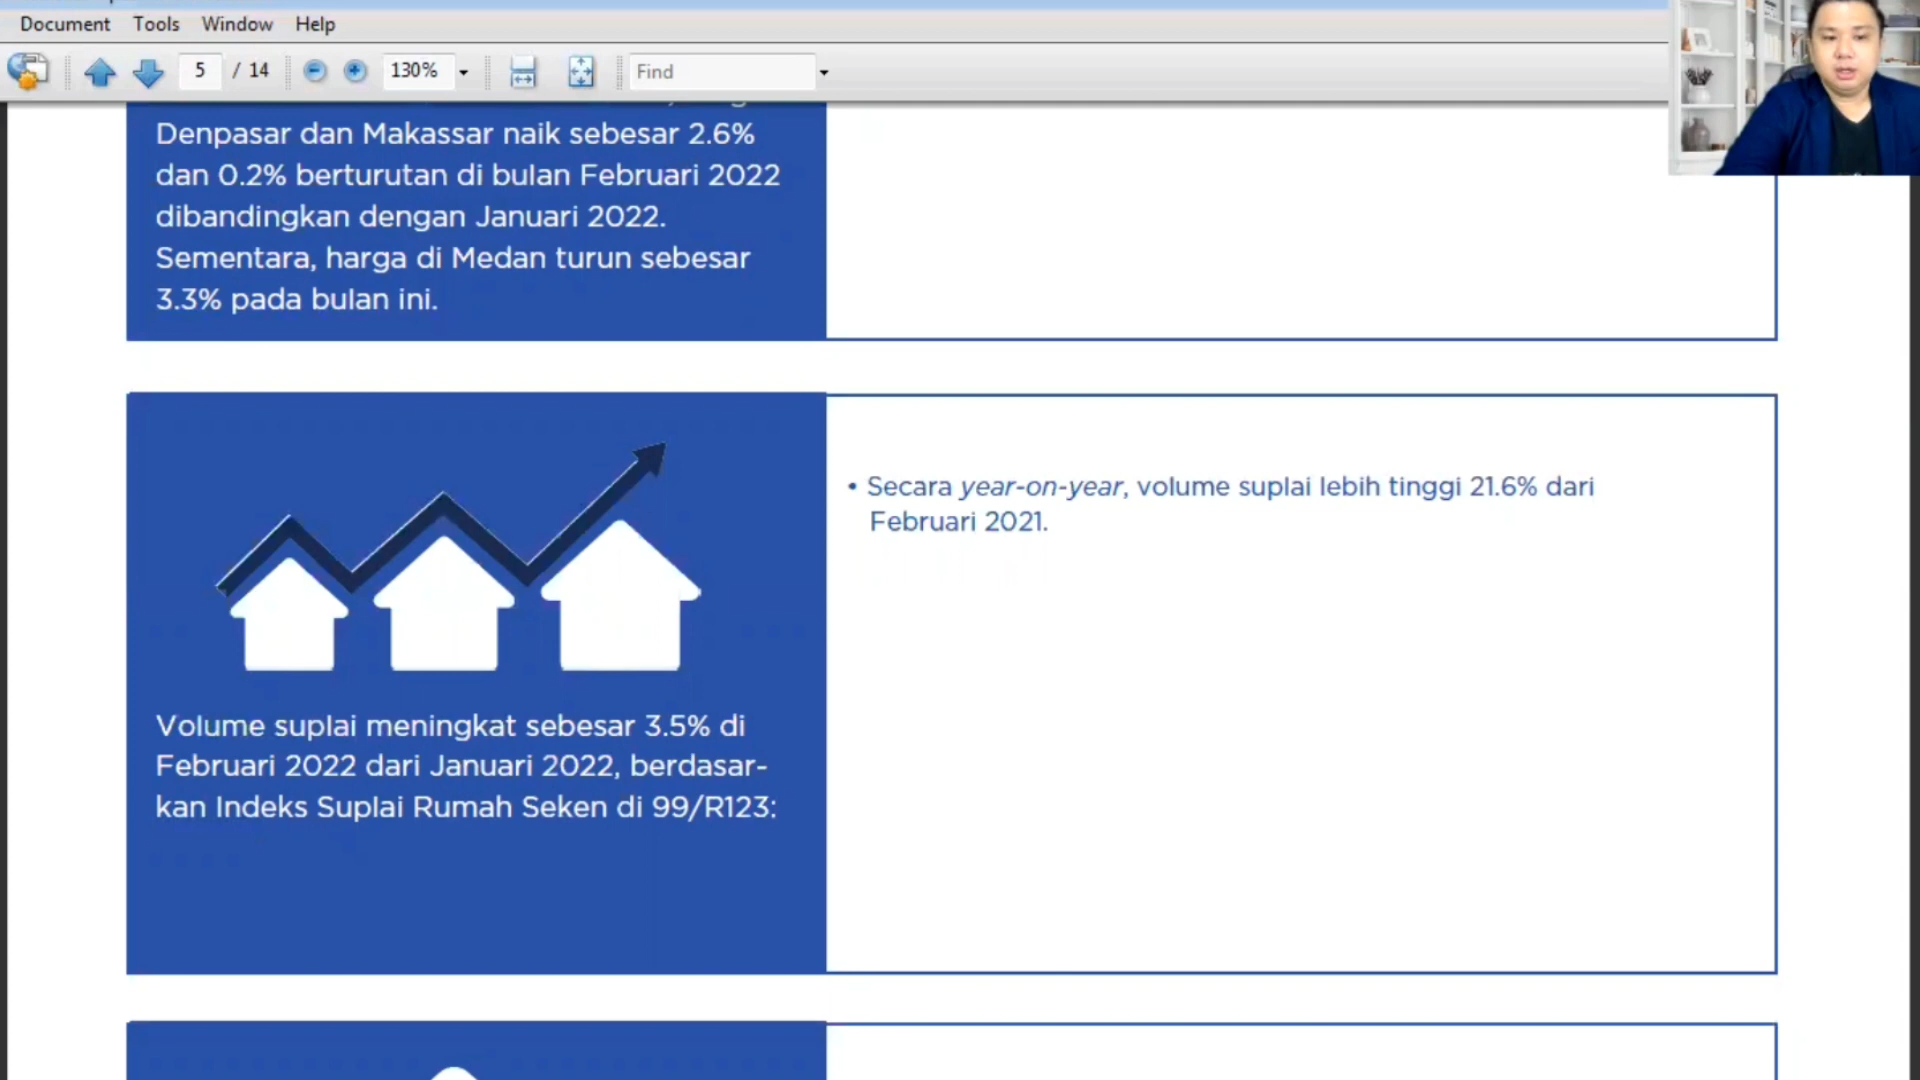 Document Tools Window Help
5 / 14 130% Find
Denpasar dan Makassar naik sebesar 2.6%
dan 0.2% berturutan di bulan Februari 2022
dibandingkan dengan Januari 2022.
Sementara, harga di Medan turun sebesar
3.3% pada bulan ini.
• Secara year-on-year, volume suplai lebih tinggi 21.6% dari
Februari 2021.
Volume suplai meningkat sebesar 3.5% di
Februari 2022 dari Januari 2022, berdasar-
kan Indeks Suplai Rumah Seken di 99/R123: